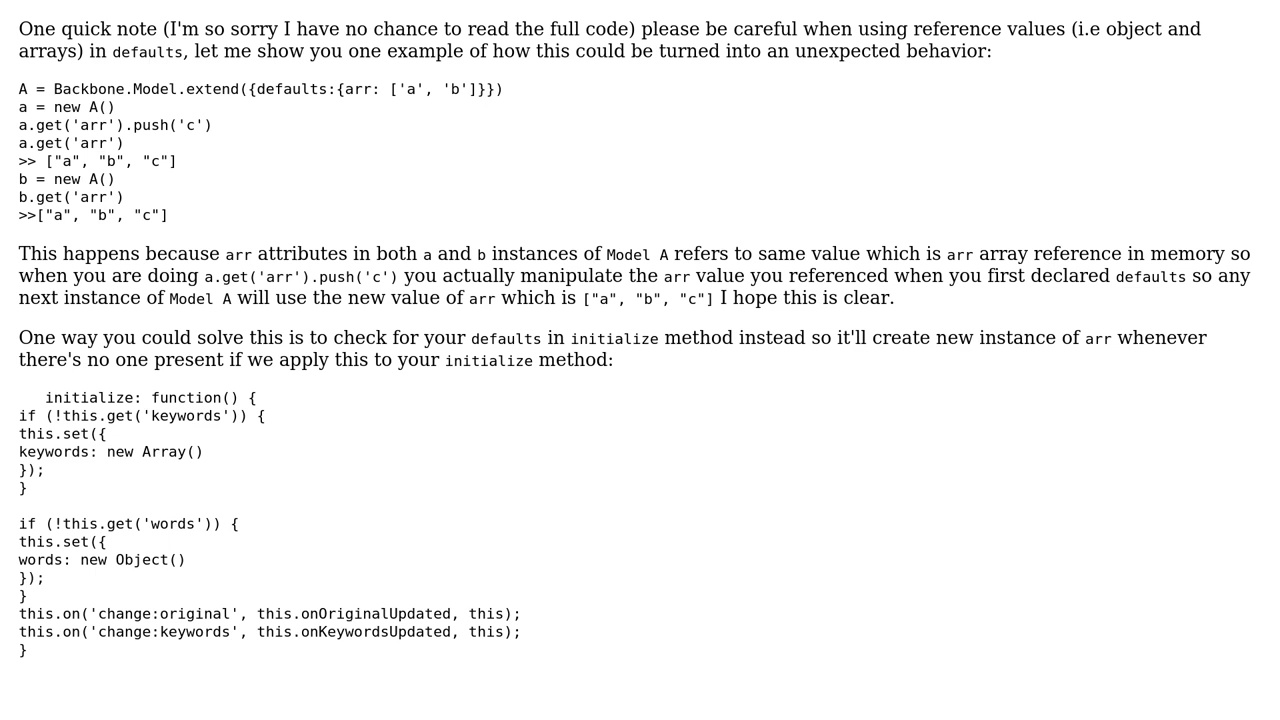 One quick note (I'm so sorry I have no chance to read the full code) please be careful when using reference values (i.e object and
arrays) in defaults, let me show you one example of how this could be turned into an unexpected behavior:
A = Backbone.Model.extend({defaults:{arr: ['a', 'b']}})
a = new A()
a.get('arr').push('c')
a.get('arr')
>> ["a", "b", "c"]
b = new A()
b.get('arr')
>>["a", "b", "c"]
This happens because arr attributes in both a and b instances of Model A refers to same value which is arr array reference in memory so
when you are doing a.get('arr').push('c') you actually manipulate the arr value you referenced when you first declared defaults so any
next instance of Model A will use the new value of arr which is ["a", "b", "c"] I hope this is clear.
One way you could solve this is to check for your defaults in initialize method instead so it'll create new instance of arr whenever
there's no one present if we apply this to your initialize method:
initialize: function() {
if (!this.get('keywords')) {
this.set({
keywords: new Array()
});
}
if (!this.get('words')) {
this.set({
words: new Object()
});
}
this.on('change:original', this.onOriginalUpdated, this);
this.on('change:keywords', this.onKeywordsUpdated, this);
}